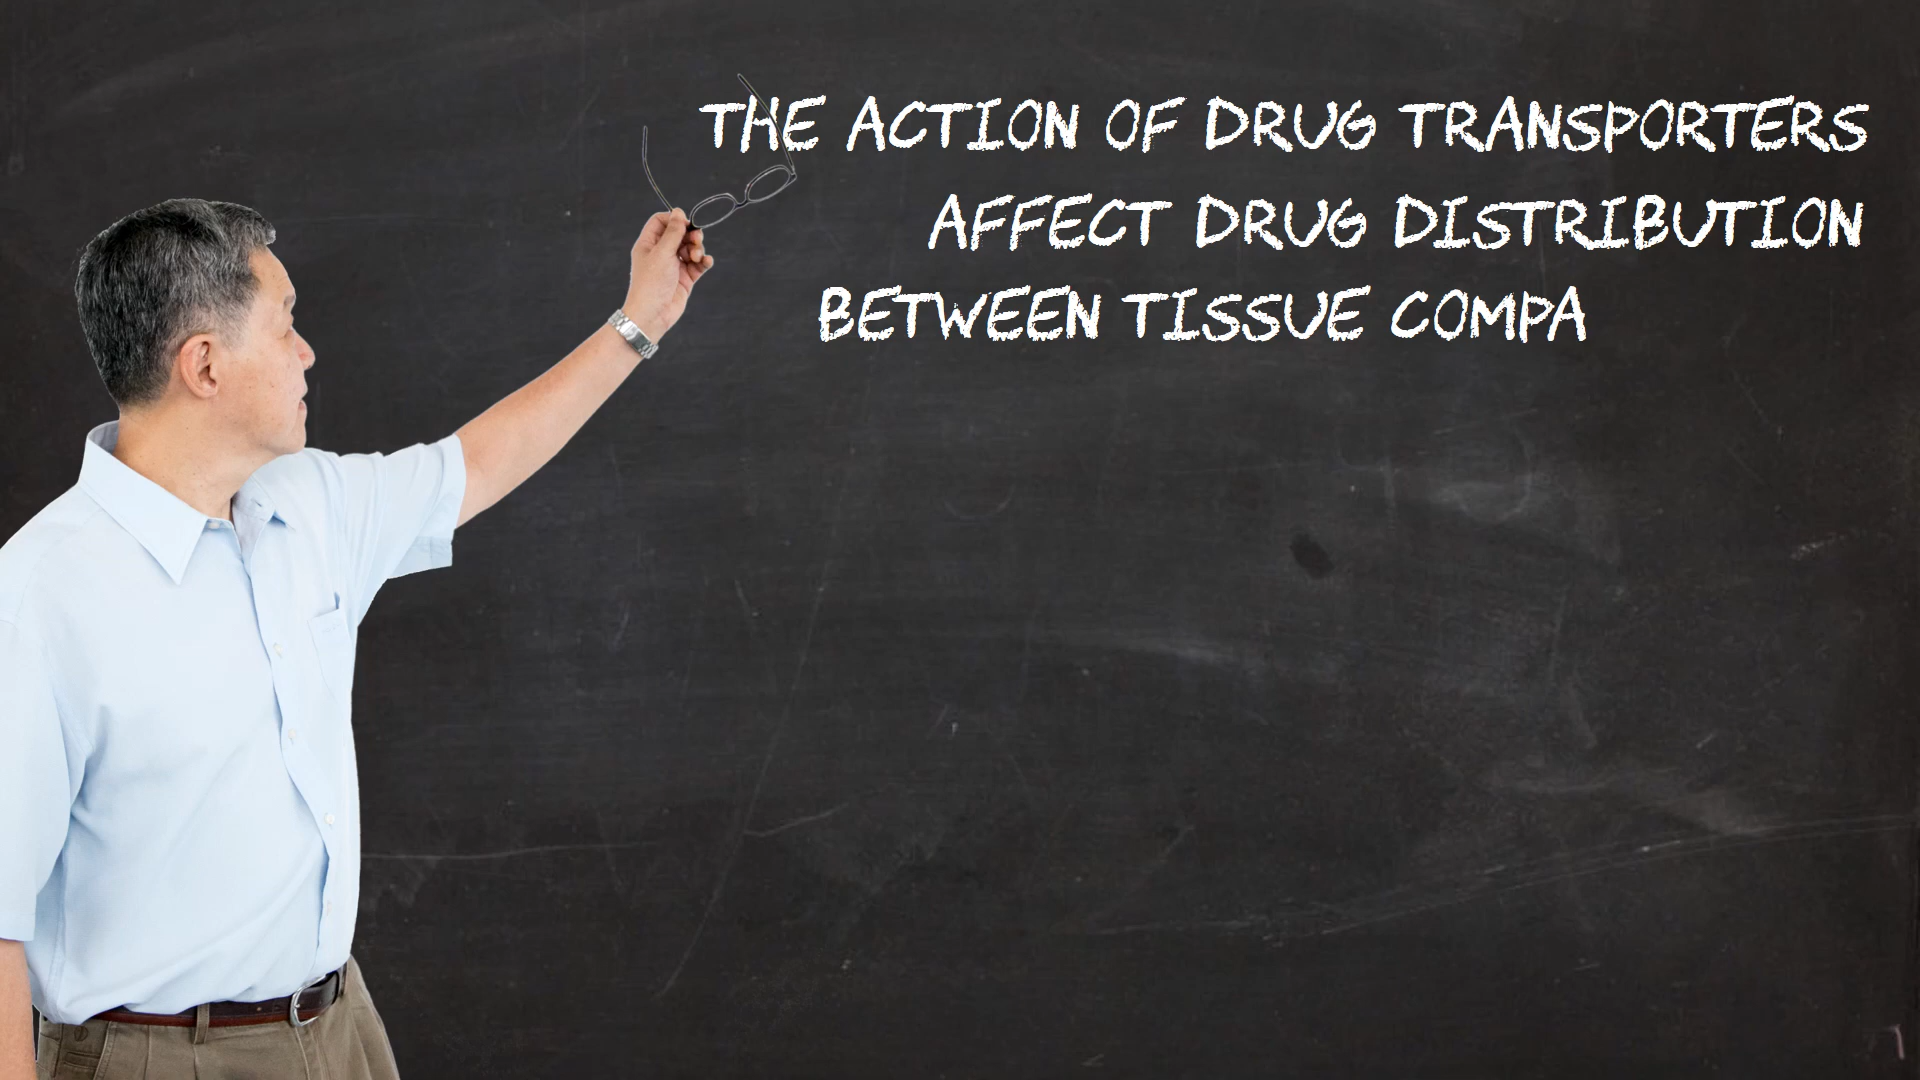 THE ACTION OF DRUG TRANSPORTERS
AFFECT DRUG DISTRIBUTION
BETWEEN TISSUE COMPA